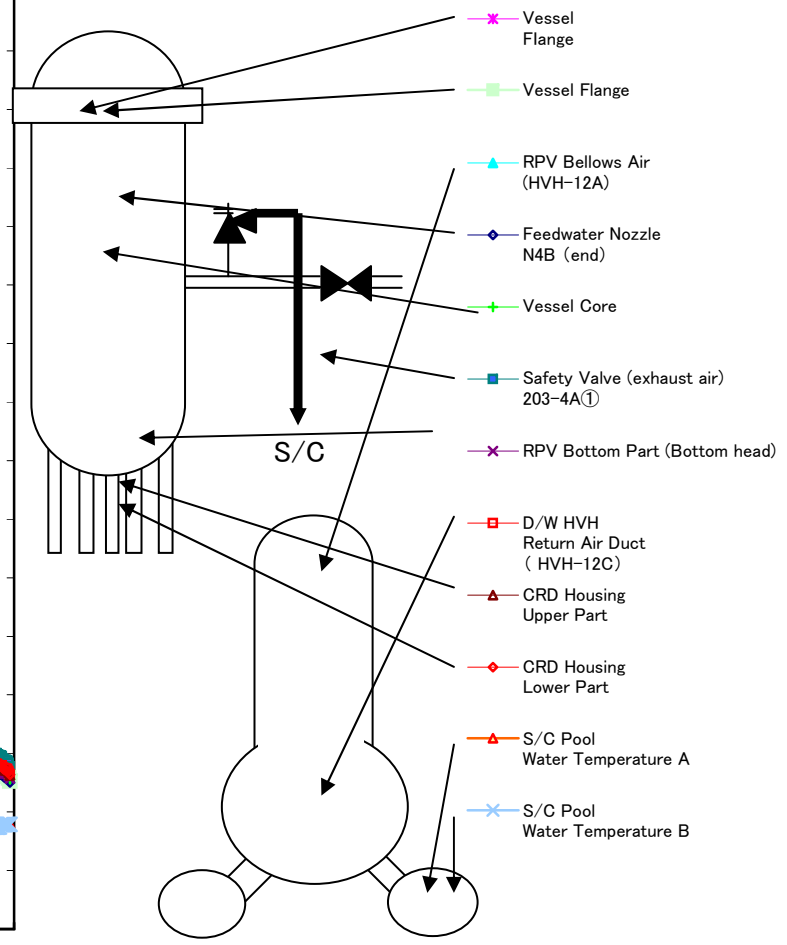 Vessel
Flange
Vessel Flange
RPV Bellows Air
(HVH-12A)
Feedwater Nozzle
N4B (end)
Vessel Core
Safety Valve (exhaust air)
203-4A①
S/C
RPV Bottom Part (Bottom head)
D/W HVH
Return Air Duct
( HVH-12C)
CRD Housing
Upper Part
CRD Housing
Lower Part
S/C Pool
Water Temperature A
S/C Pool
Water Temperature B